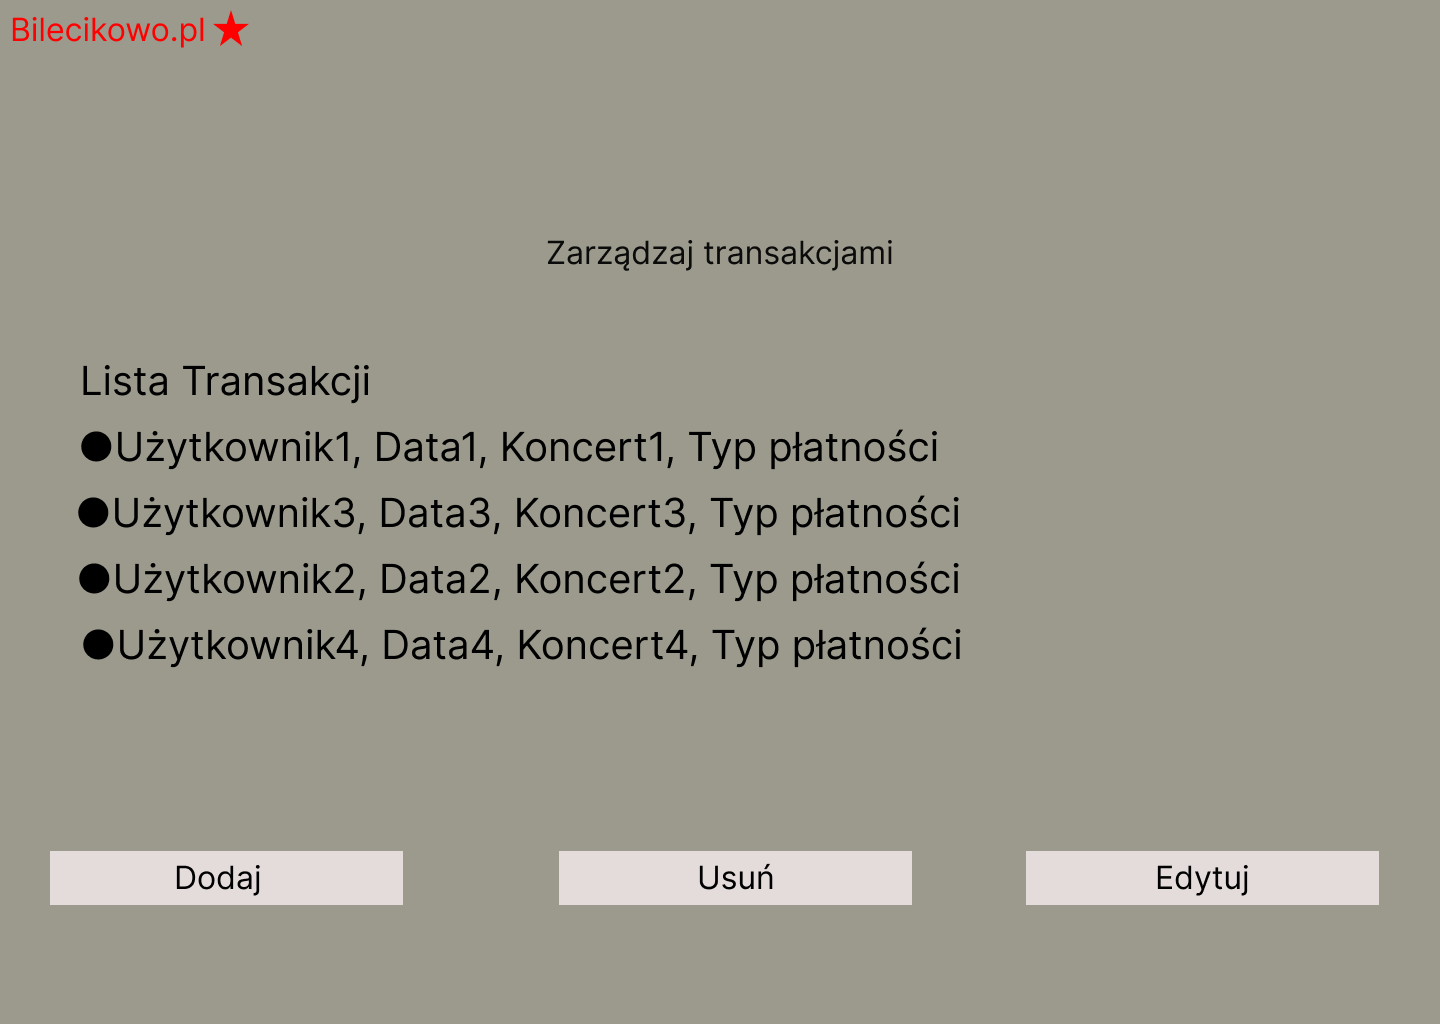 Bilecikowo.pl
Zarządzaj transakcjami
Lista Transakcji
●Użytkownik1, Data1, Koncert1, Typ płatności
●Użytkownik3, Data3, Koncert3, Typ płatności
●Użytkownik2, Data2, Koncert2, Typ płatności
●Użytkownik4, Data4, Koncert4, Typ płatności
Dodaj
Usuń
Edytuj